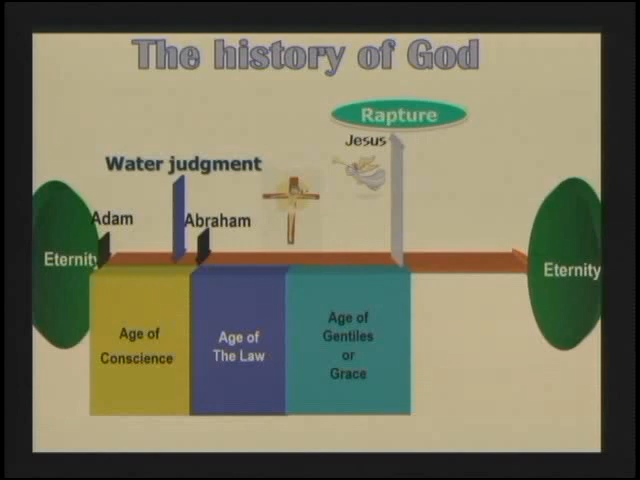 The history of God
Rapture
Jesus
Water judgment
Adam
Abraham
Eternity
Eternity
Age of
Conscience
Age of
The Law
Age of
Gentiles
or
Grace